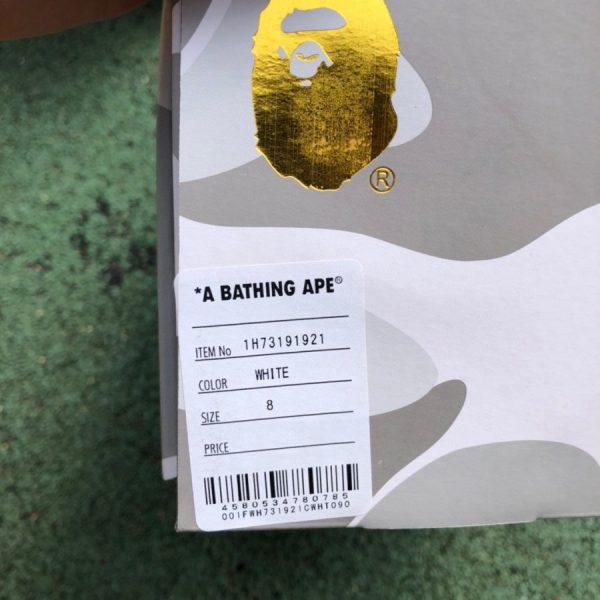 ®
*A BATHING APE®
ITEM No 1H73191921
COLOR WHITE
SIZE 8
PRICE
4580534780785
001FWH731921CWHT090